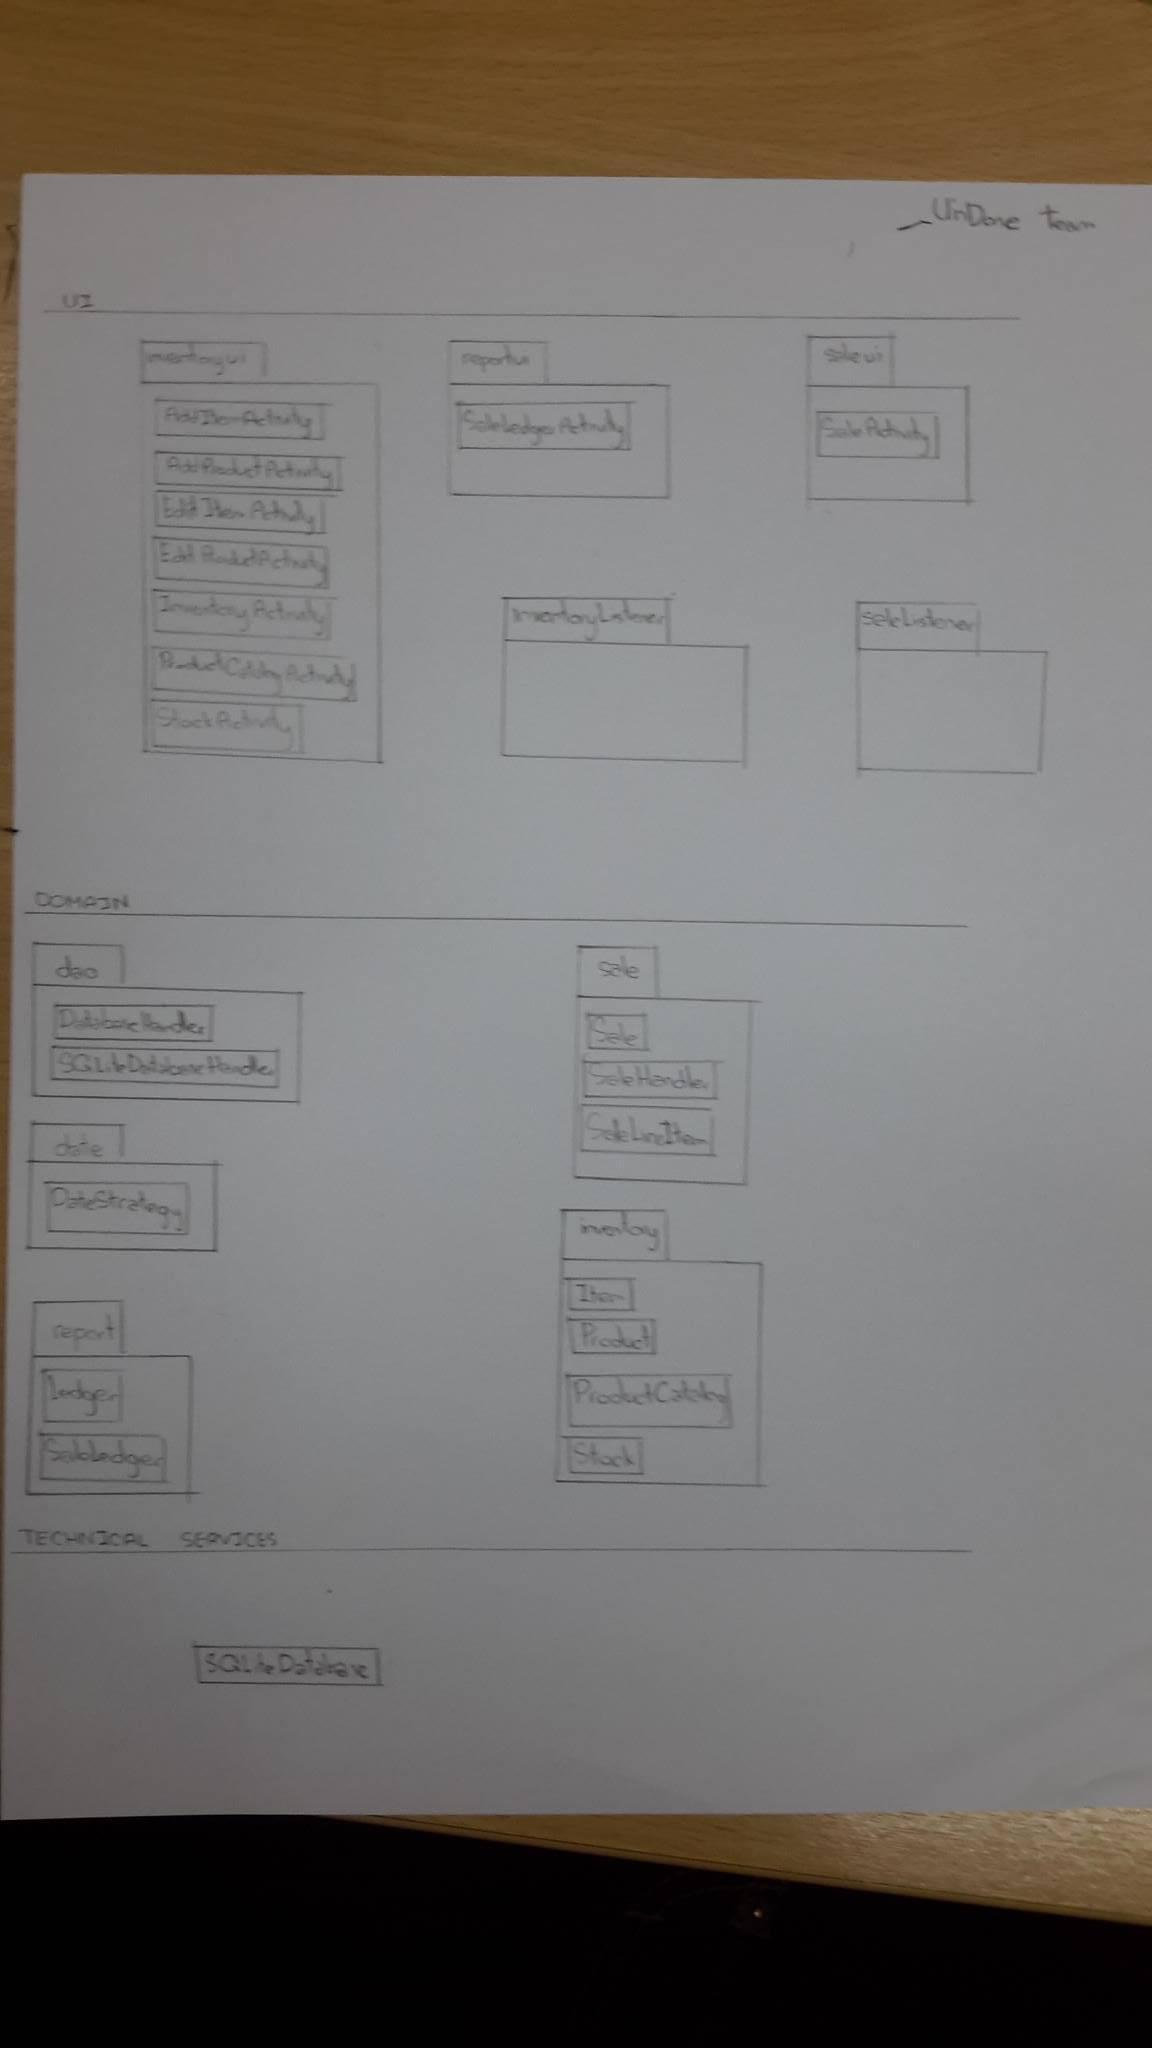 UnDone team
UI
inventoryui
AddItemActivity
AddProductActivity
EditItemActivity
EditProductActivity
InventoryActivity
ProductCatalogActivity
StockActivity
reportui
SaleLedgerActivity
saleui
SaleActivity
inventoryListener
saleListener
DOMAIN
dao
DatabaseHandler
SQLiteDatabaseHandler
date
DateStrategy
report
Ledger
SaleLedger
sale
Sale
SaleHandler
SaleLineItem
inventory
Item
Product
ProductCatalog
Stock
TECHNICAL SERVICES
SQLiteDatabase